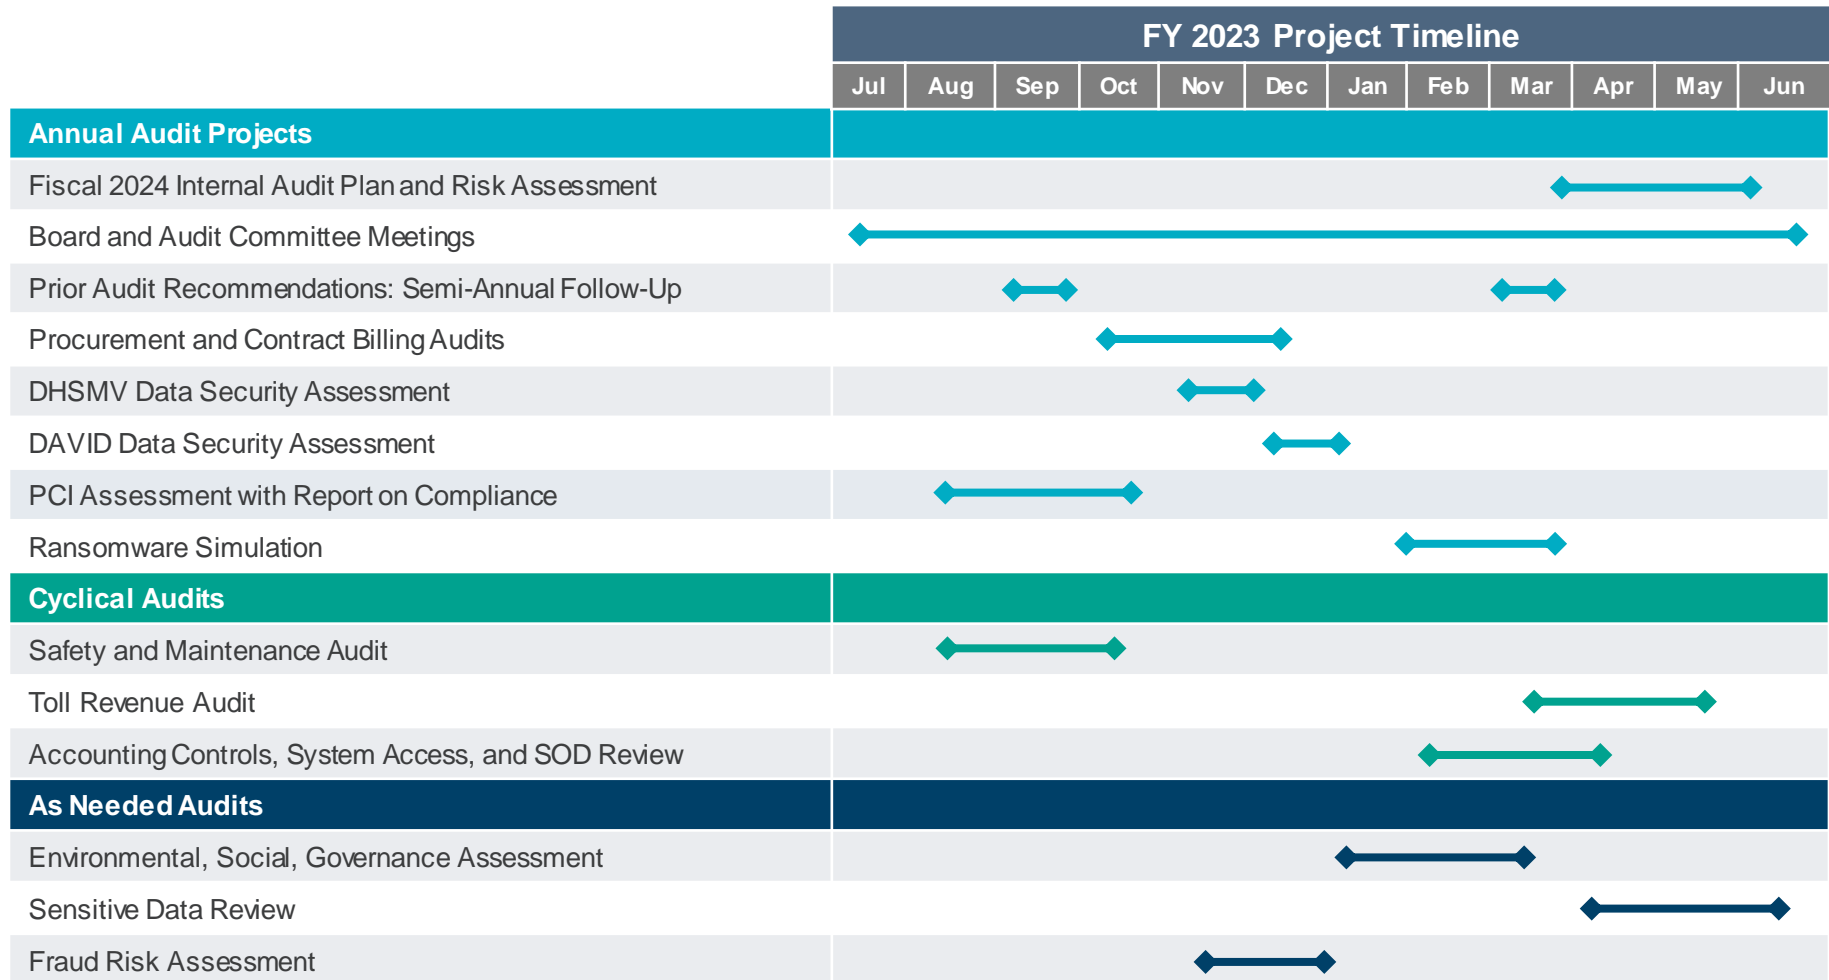 FY 2023 Project Timeline
Jul Aug Sep Oct Nov Dec Jan Feb Mar Apr May Jun
Annual Audit Projects
Fiscal 2024 Internal Audit Plan and Risk Assessment
Board and Audit Committee Meetings
Prior Audit Recommendations: Semi-Annual Follow-Up
Procurement and Contract Billing Audits
DHSMV Data Security Assessment
DAVID Data Security Assessment
PCI Assessment with Report on Compliance
Ransomware Simulation
Cyclical Audits
Safety and Maintenance Audit
Toll Revenue Audit
Accounting Controls, System Access, and SOD Review
As Needed Audits
Environmental, Social, Governance Assessment
Sensitive Data Review
Fraud Risk Assessment